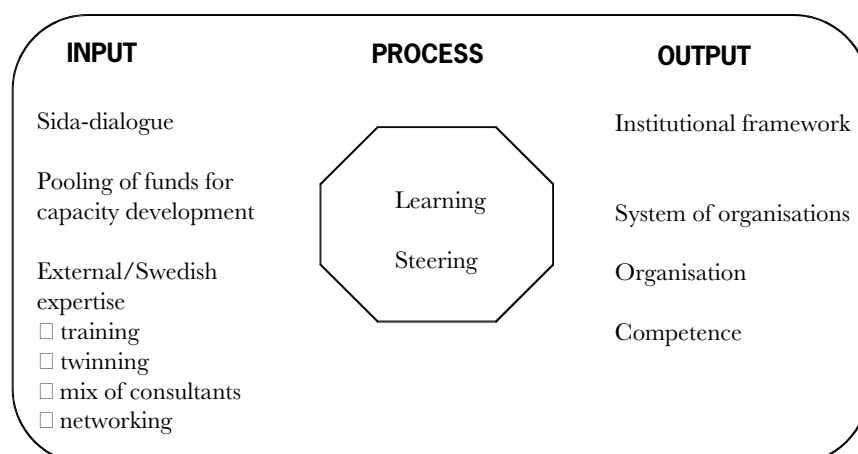 INPUT
Sida-dialogue
Pooling of funds for
capacity development
External/Swedish
expertise
□ training
□ twinning
□ mix of consultants
□ networking
PROCESS
Learning
Steering
OUTPUT
Institutional framework
System of organisations
Organisation
Competence